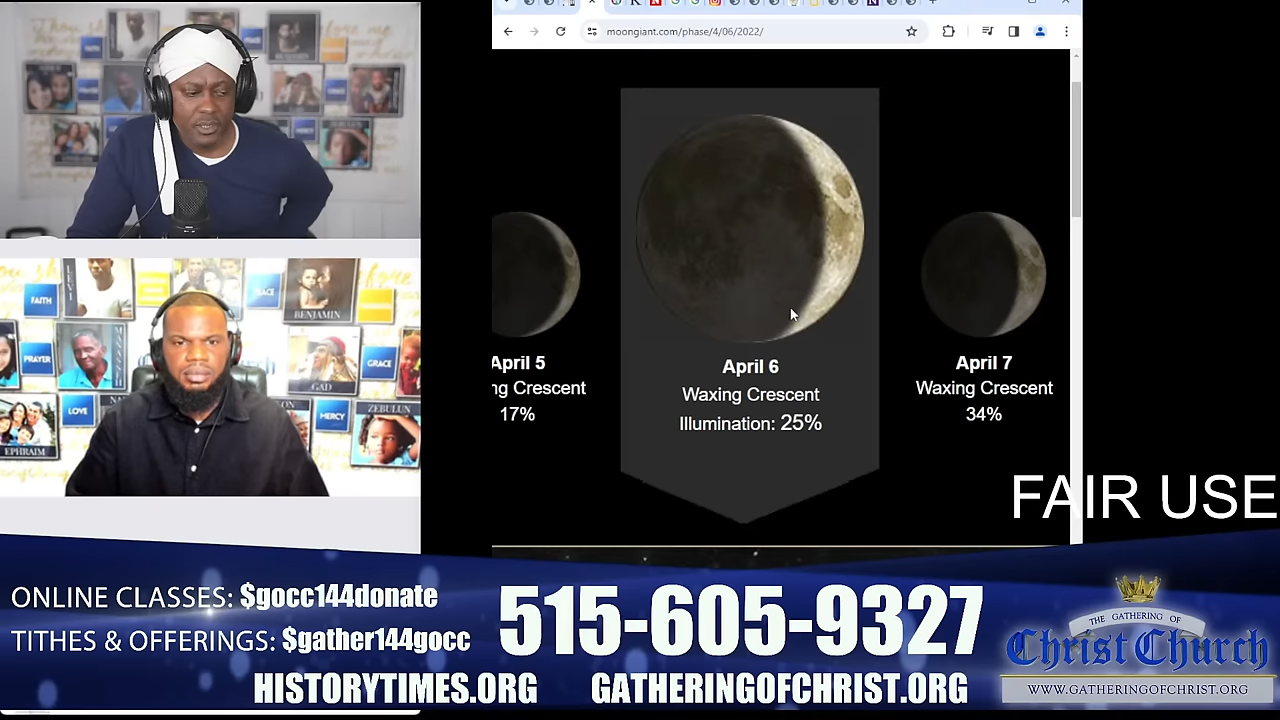 moongiant.com/phase/4/06/2022/
April 5
ng Crescent
17%
April 6
Waxing Crescent
Illumination: 25%
April 7
Waxing Crescent
34%
FAIR USE
FAITH
PEACE
BENJAMIN
PRAYER
GAD
GRACE
LOVE
MERCY
ZEBULUN
EPHRAIM
ONLINE CLASSES: $gocc144donate
TITHES & OFFERINGS: $gather144gocc
515-605-9327
HISTORYTIMES.ORG
GATHERINGOFCHRIST.ORG
THE GATHERING OF
Christ Church
WWW.GATHERINGOFCHRIST.ORG